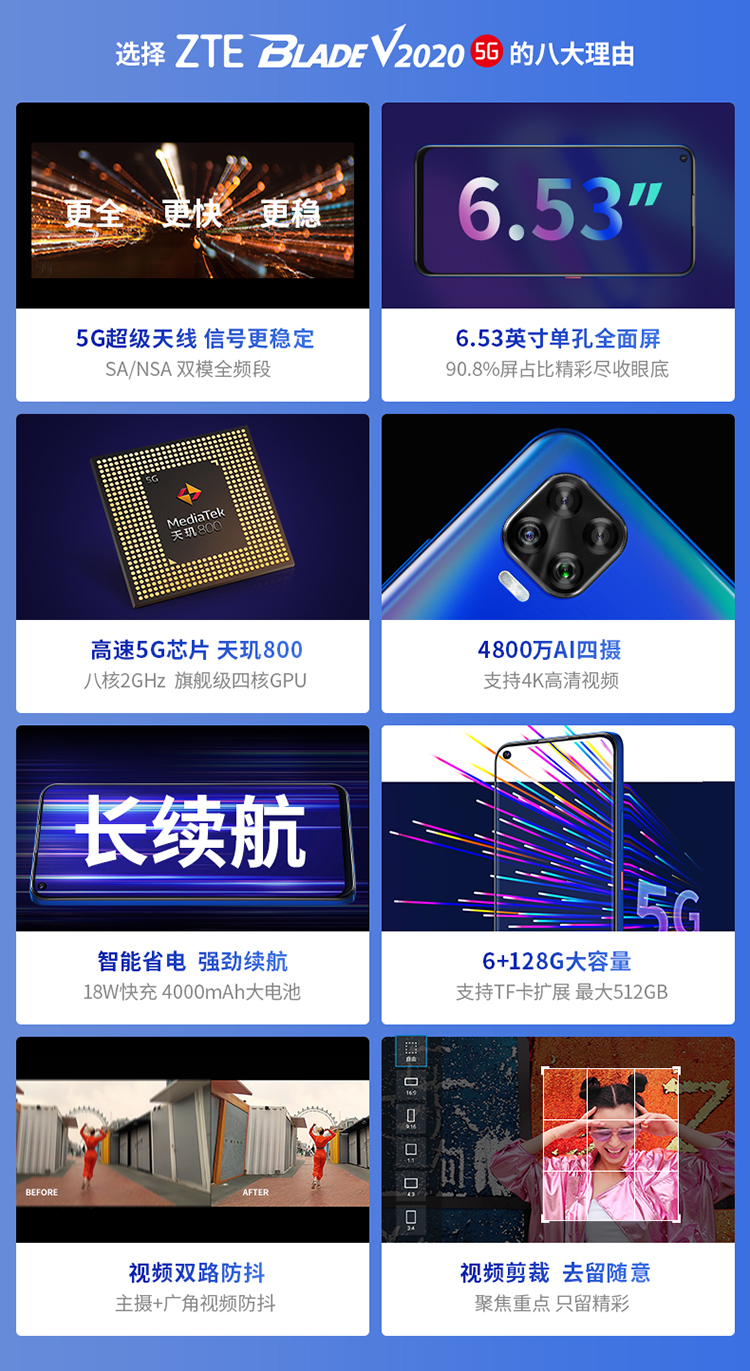 选择 ZTE BLADE V2020 5G 的八大理由
更全 更快 更稳
6.53"
5G超级天线 信号更稳定
SA/NSA 双模全频段
6.53英寸单孔全面屏
90.8%屏占比精彩尽收眼底
5G
MediaTek
天玑800
高速5G芯片 天玑800
八核2GHz 旗舰级四核GPU
4800万AI四摄
支持4K高清视频
长续航
5G
智能省电 强劲续航
18W快充 4000mAh大电池
6+128G大容量
支持TF卡扩展 最大512GB
BEFORE
AFTER
自由
16:9
9:16
1:1
4:3
3:4
视频双路防抖
主摄+广角视频防抖
视频剪裁 去留随意
聚焦重点 只留精彩